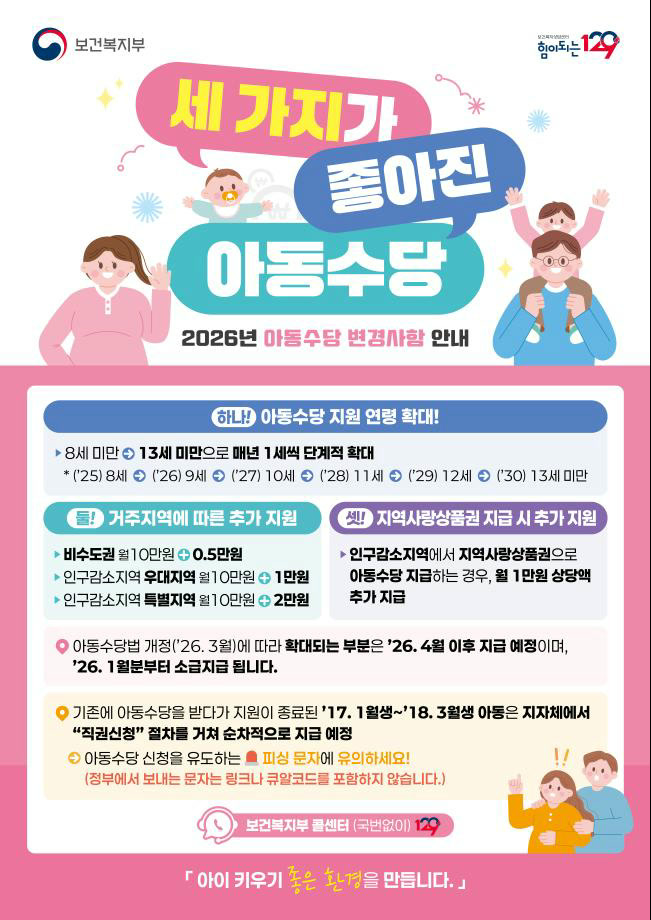 보건복지부
보건복지상담센터
힘이되는 129
세 가지가
좋아진
아동수당
2026년 아동수당 변경사항 안내
하나! 아동수당 지원 연령 확대!
8세 미만 → 13세 미만으로 매년 1세씩 단계적 확대
* ('25) 8세 → ('26) 9세 → ('27) 10세 → ('28) 11세 → ('29) 12세 → ('30) 13세 미만
둘! 거주지역에 따른 추가 지원
비수도권 월10만원 + 0.5만원
인구감소지역 우대지역 월10만원 + 1만원
인구감소지역 특별지역 월10만원 + 2만원
셋! 지역사랑상품권 지급 시 추가 지원
인구감소지역에서 지역사랑상품권으로
아동수당 지급하는 경우, 월 1만원 상당액
추가 지급
아동수당법 개정('26. 3월)에 따라 확대되는 부분은 '26. 4월 이후 지급 예정이며,
'26. 1월분부터 소급지급 됩니다.
기존에 아동수당을 받다가 지원이 종료된 '17. 1월생~'18. 3월생 아동은 지자체에서
“직권신청” 절차를 거쳐 순차적으로 지급 예정
아동수당 신청을 유도하는 피싱 문자에 유의하세요!
(정부에서 보내는 문자는 링크나 큐알코드를 포함하지 않습니다.)
보건복지부 콜센터 (국번없이) 129
「 아이 키우기 좋은 환경을 만듭니다. 」